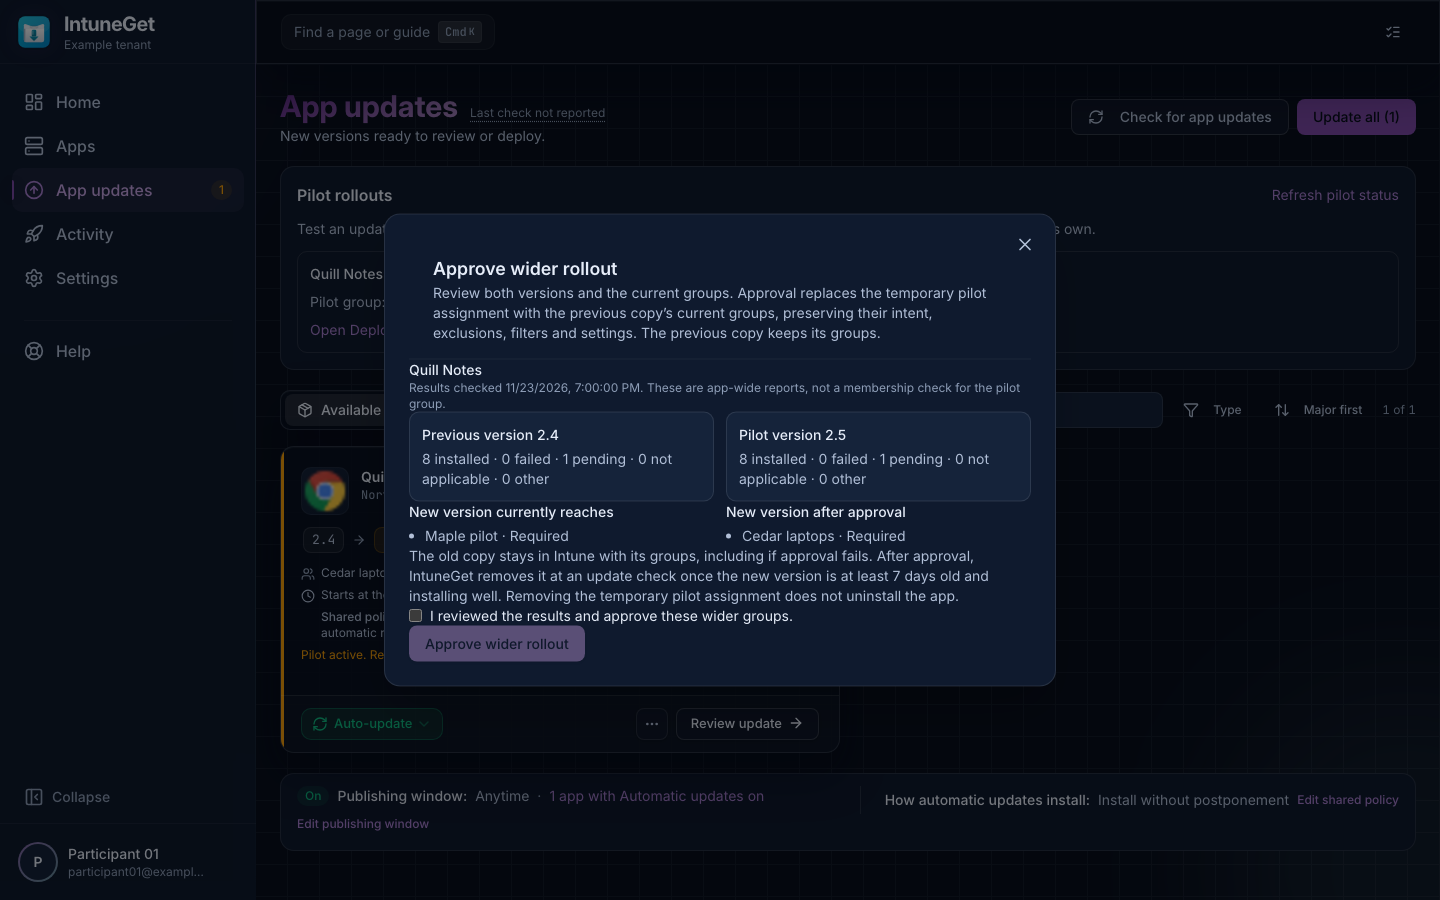 IntuneGet
Example tenant
Find a page or guide Cmd K
Home
Apps
App updates 1
Activity
Settings
Help
Collapse
P
Participant 01
participant01@exampl...
App updates Last check not reported
New versions ready to review or deploy.
Check for app updates
Update all (1)
Pilot rollouts
Refresh pilot status
Test an updat
s own.
Quill Notes
Pilot group:
Open Deplo
Available
Type
Major first
1 of 1
Approve wider rollout
Review both versions and the current groups. Approval replaces the temporary pilot
assignment with the previous copy’s current groups, preserving their intent,
exclusions, filters and settings. The previous copy keeps its groups.
Quill Notes
Results checked 11/23/2026, 7:00:00 PM. These are app-wide reports, not a membership check for the pilot
group.
Previous version 2.4
8 installed · 0 failed · 1 pending · 0 not
applicable · 0 other
Pilot version 2.5
8 installed · 0 failed · 1 pending · 0 not
applicable · 0 other
New version currently reaches
• Maple pilot · Required
New version after approval
• Cedar laptops · Required
The old copy stays in Intune with its groups, including if approval fails. After approval,
IntuneGet removes it at an update check once the new version is at least 7 days old and
installing well. Removing the temporary pilot assignment does not uninstall the app.
I reviewed the results and approve these wider groups.
Approve wider rollout
Qui
Nor
2.4 →
Cedar lapto
Starts at the
Shared poli
automatic r
Pilot active. Re
Auto-update
···
Review update →
On Publishing window: Anytime · 1 app with Automatic updates on
Edit publishing window
How automatic updates install: Install without postponement Edit shared policy